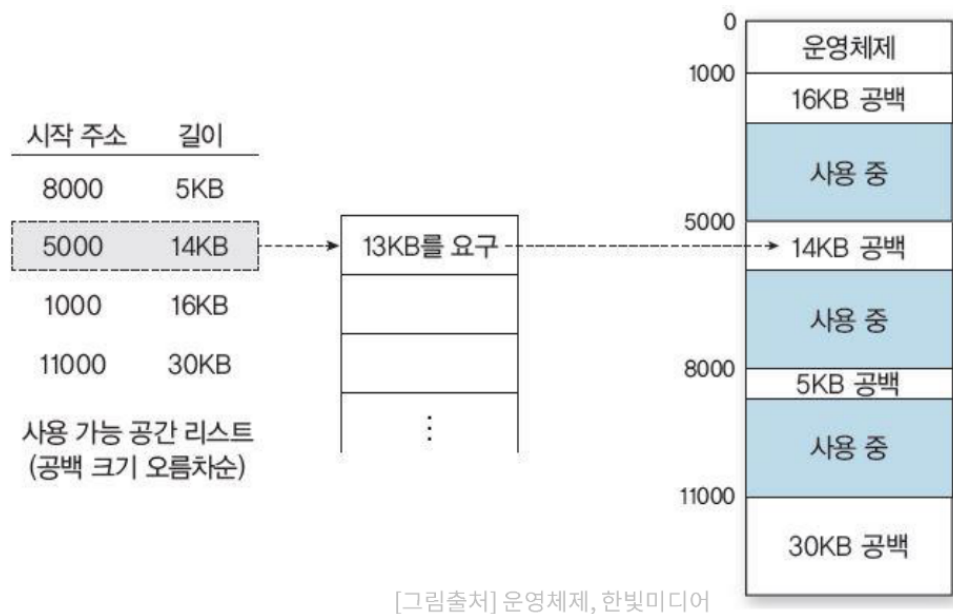 시작 주소 길이
8000 5KB
5000 14KB
1000 16KB
11000 30KB
사용 가능 공간 리스트
(공백 크기 오름차순)
13KB를 요구
⋮
0
운영체제
1000
16KB 공백
사용 중
5000
14KB 공백
사용 중
8000
5KB 공백
사용 중
11000
30KB 공백
[그림출처] 운영체제, 한빛미디어